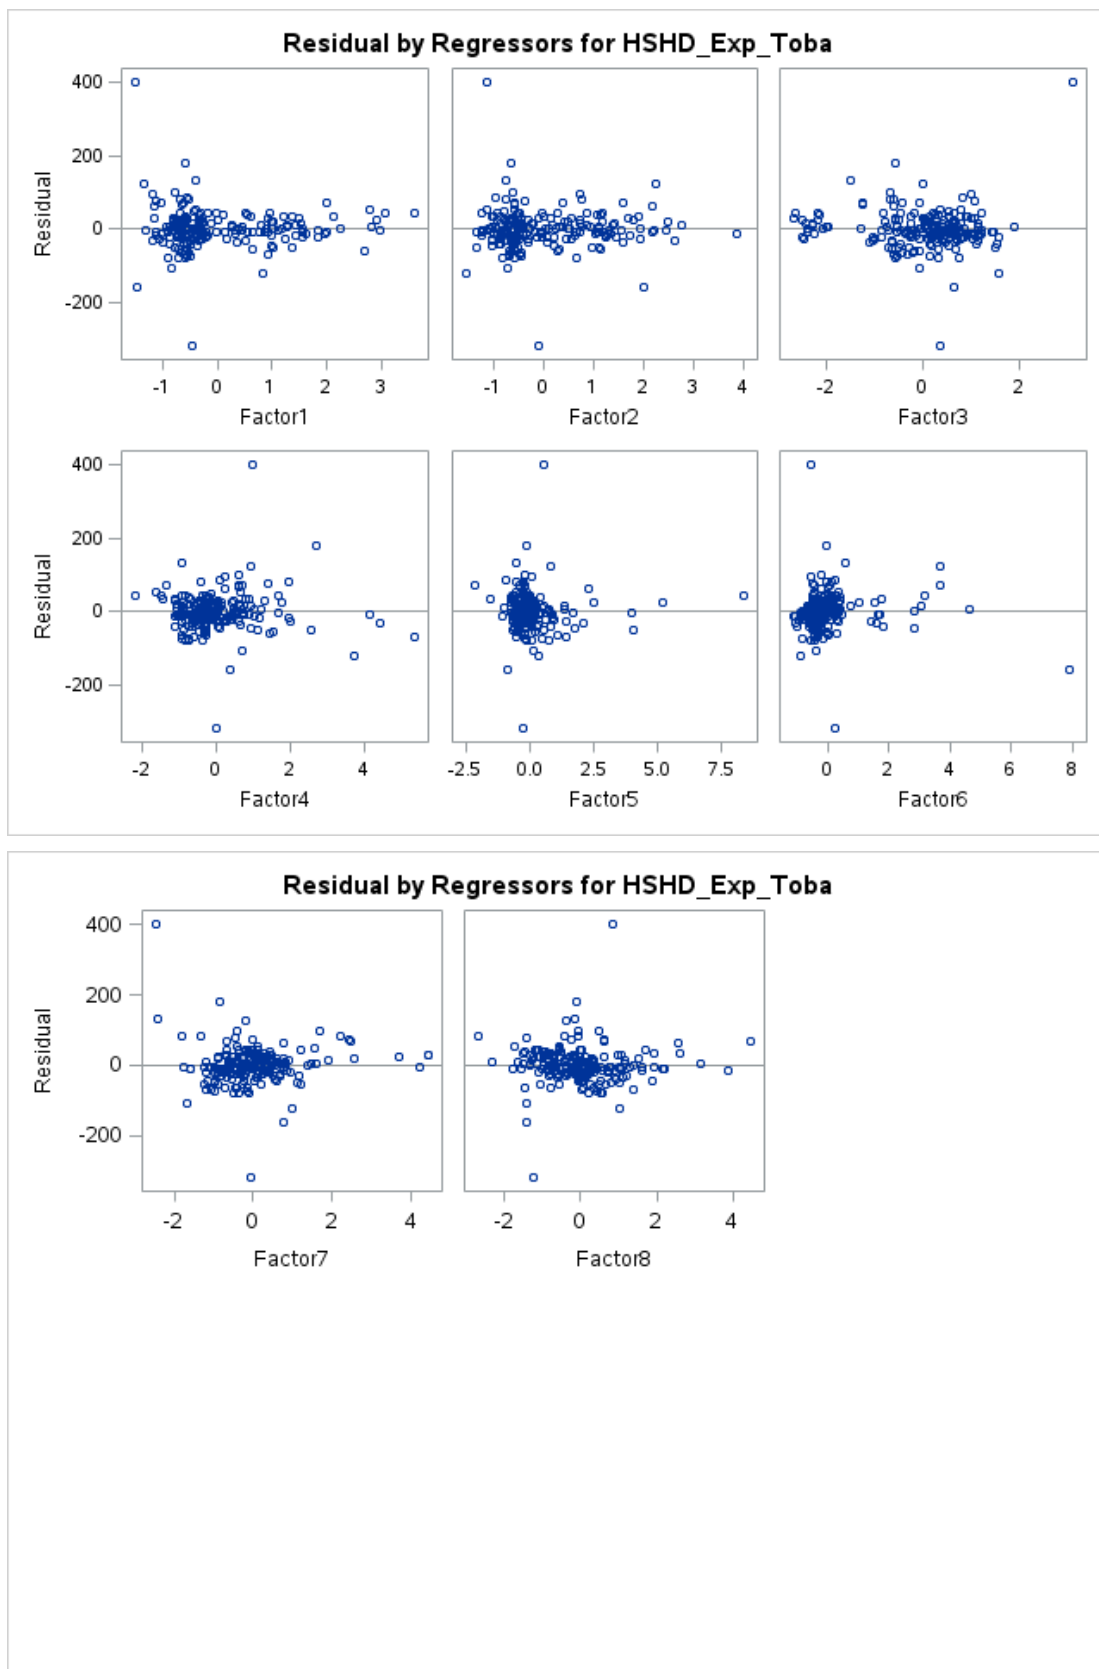 Residual by Regressors for HSHD_Exp_Toba
400
200
0
-200
Residual
-1 0 1 2 3
Factor1
-1 0 1 2 3 4
Factor2
-2 0 2
Factor3
400
200
0
-200
Residual
-2 0 2 4
Factor4
-2.5 0.0 2.5 5.0 7.5
Factor5
0 2 4 6 8
Factor6
Residual by Regressors for HSHD_Exp_Toba
400
200
0
-200
Residual
-2 0 2 4
Factor7
-2 0 2 4
Factor8